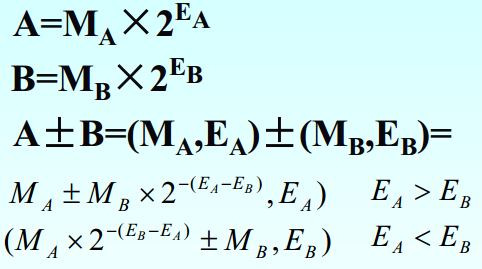 A=M_A×2^{E_A}
B=M_B×2^{E_B}
A±B=(M_A,E_A)±(M_B,E_B)=
M_A ± M_B × 2^{-(E_A-E_B)}, E_A) E_A > E_B
(M_A × 2^{-(E_B-E_A)} ± M_B, E_B) E_A < E_B